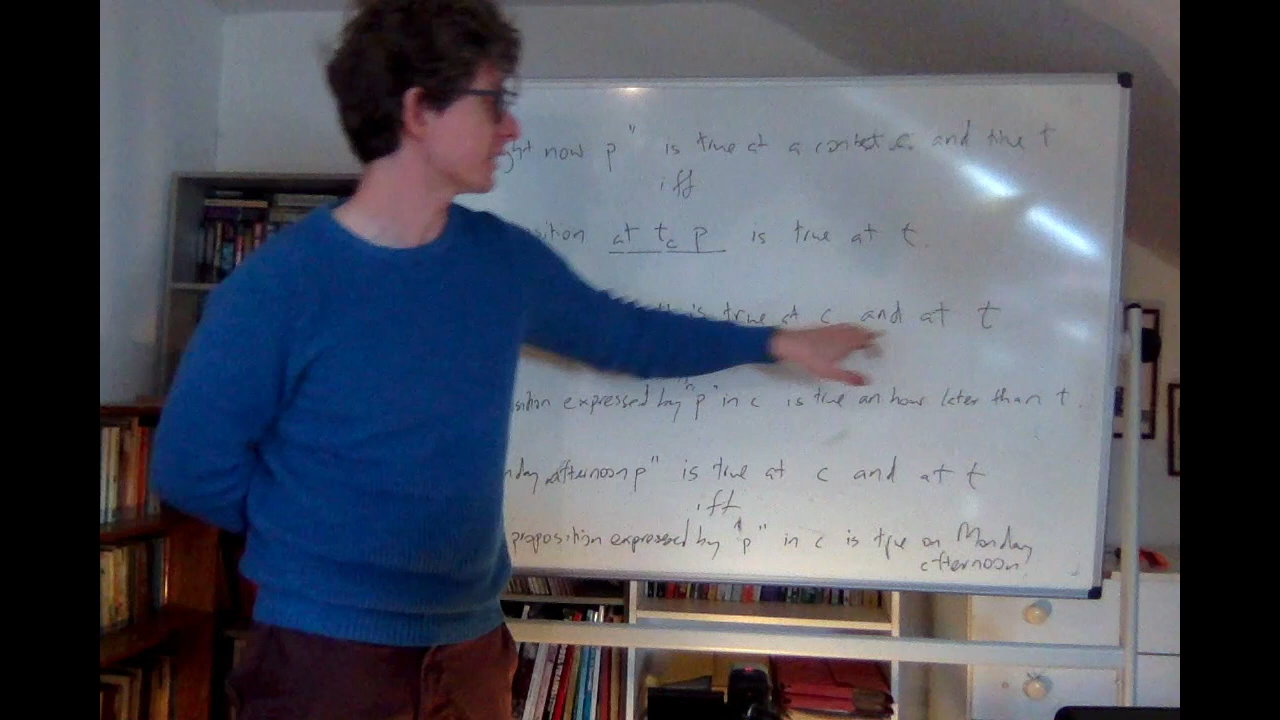 ght now p" is true at a context c. and time t
iff
sition at t_c p is true at t.
is true at c and at t
sition expressed by "p" in c is true an hour later than t.
nday afternoon p" is true at c and at t
iff
proposition expressed by "p" in c is true on Monday
afternoon.